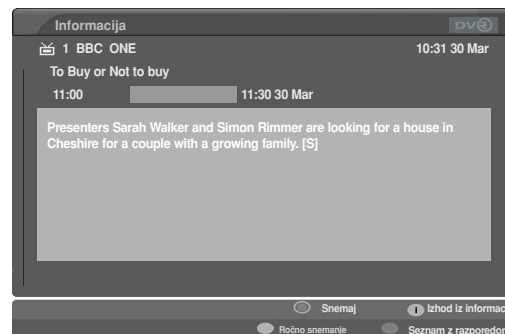 Informacija
DVR
1 BBC ONE 10:31 30 Mar
To Buy or Not to buy
11:00 11:30 30 Mar
Presenters Sarah Walker and Simon Rimmer are looking for a house in
Cheshire for a couple with a growing family. [S]
Snemaj i Izhod iz informac
Ročno snemanje Seznam z razporedor